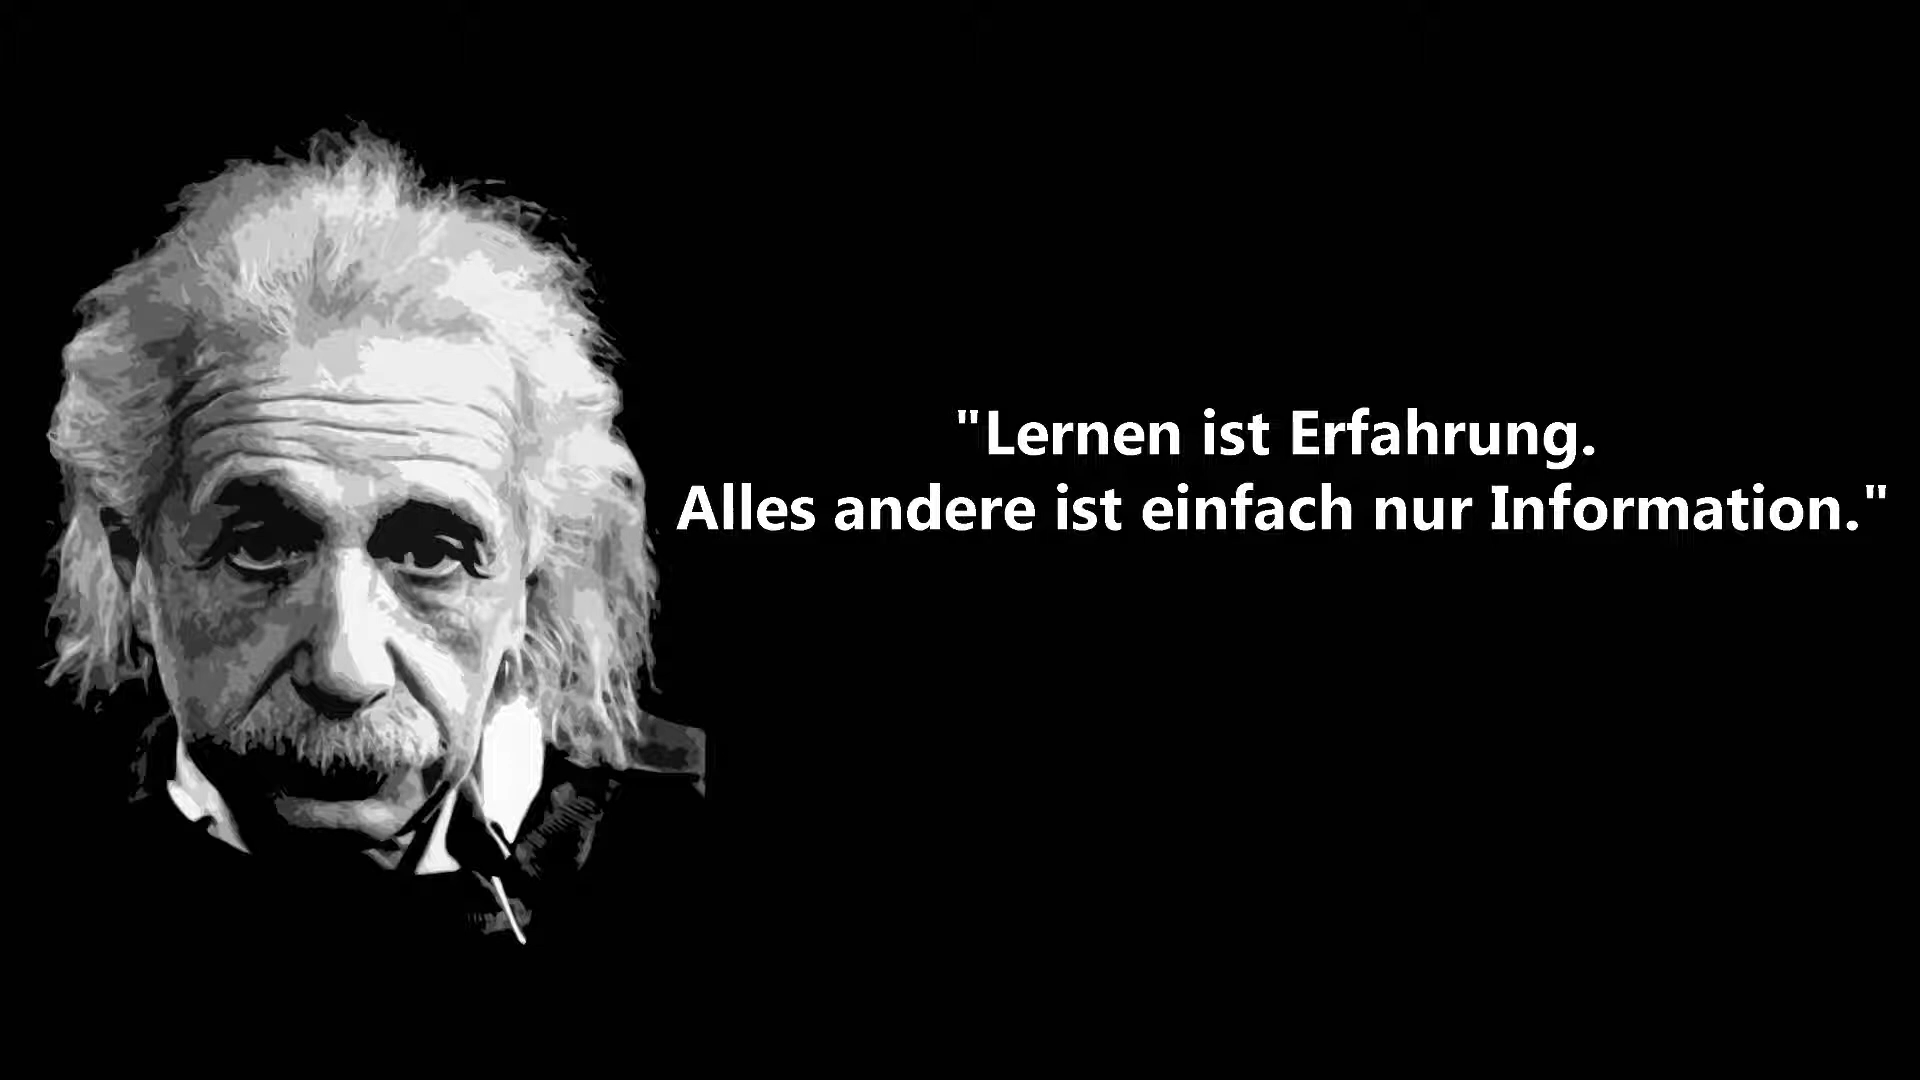 "Lernen ist Erfahrung.
Alles andere ist einfach nur Information."